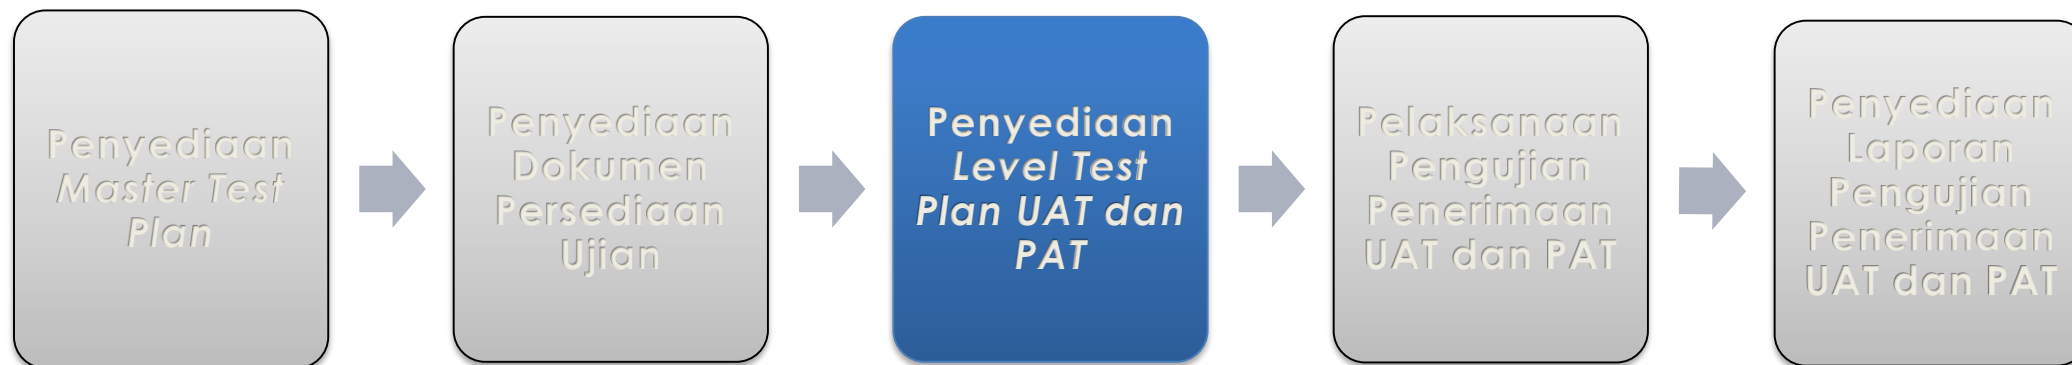 Penyediaan
Master Test
Plan
Penyediaan
Dokumen
Persediaan
Ujian
Penyediaan
Level Test
Plan UAT dan
PAT
Pelaksanaan
Pengujian
Penerimaan
UAT dan PAT
Penyediaan
Laporan
Pengujian
Penerimaan
UAT dan PAT